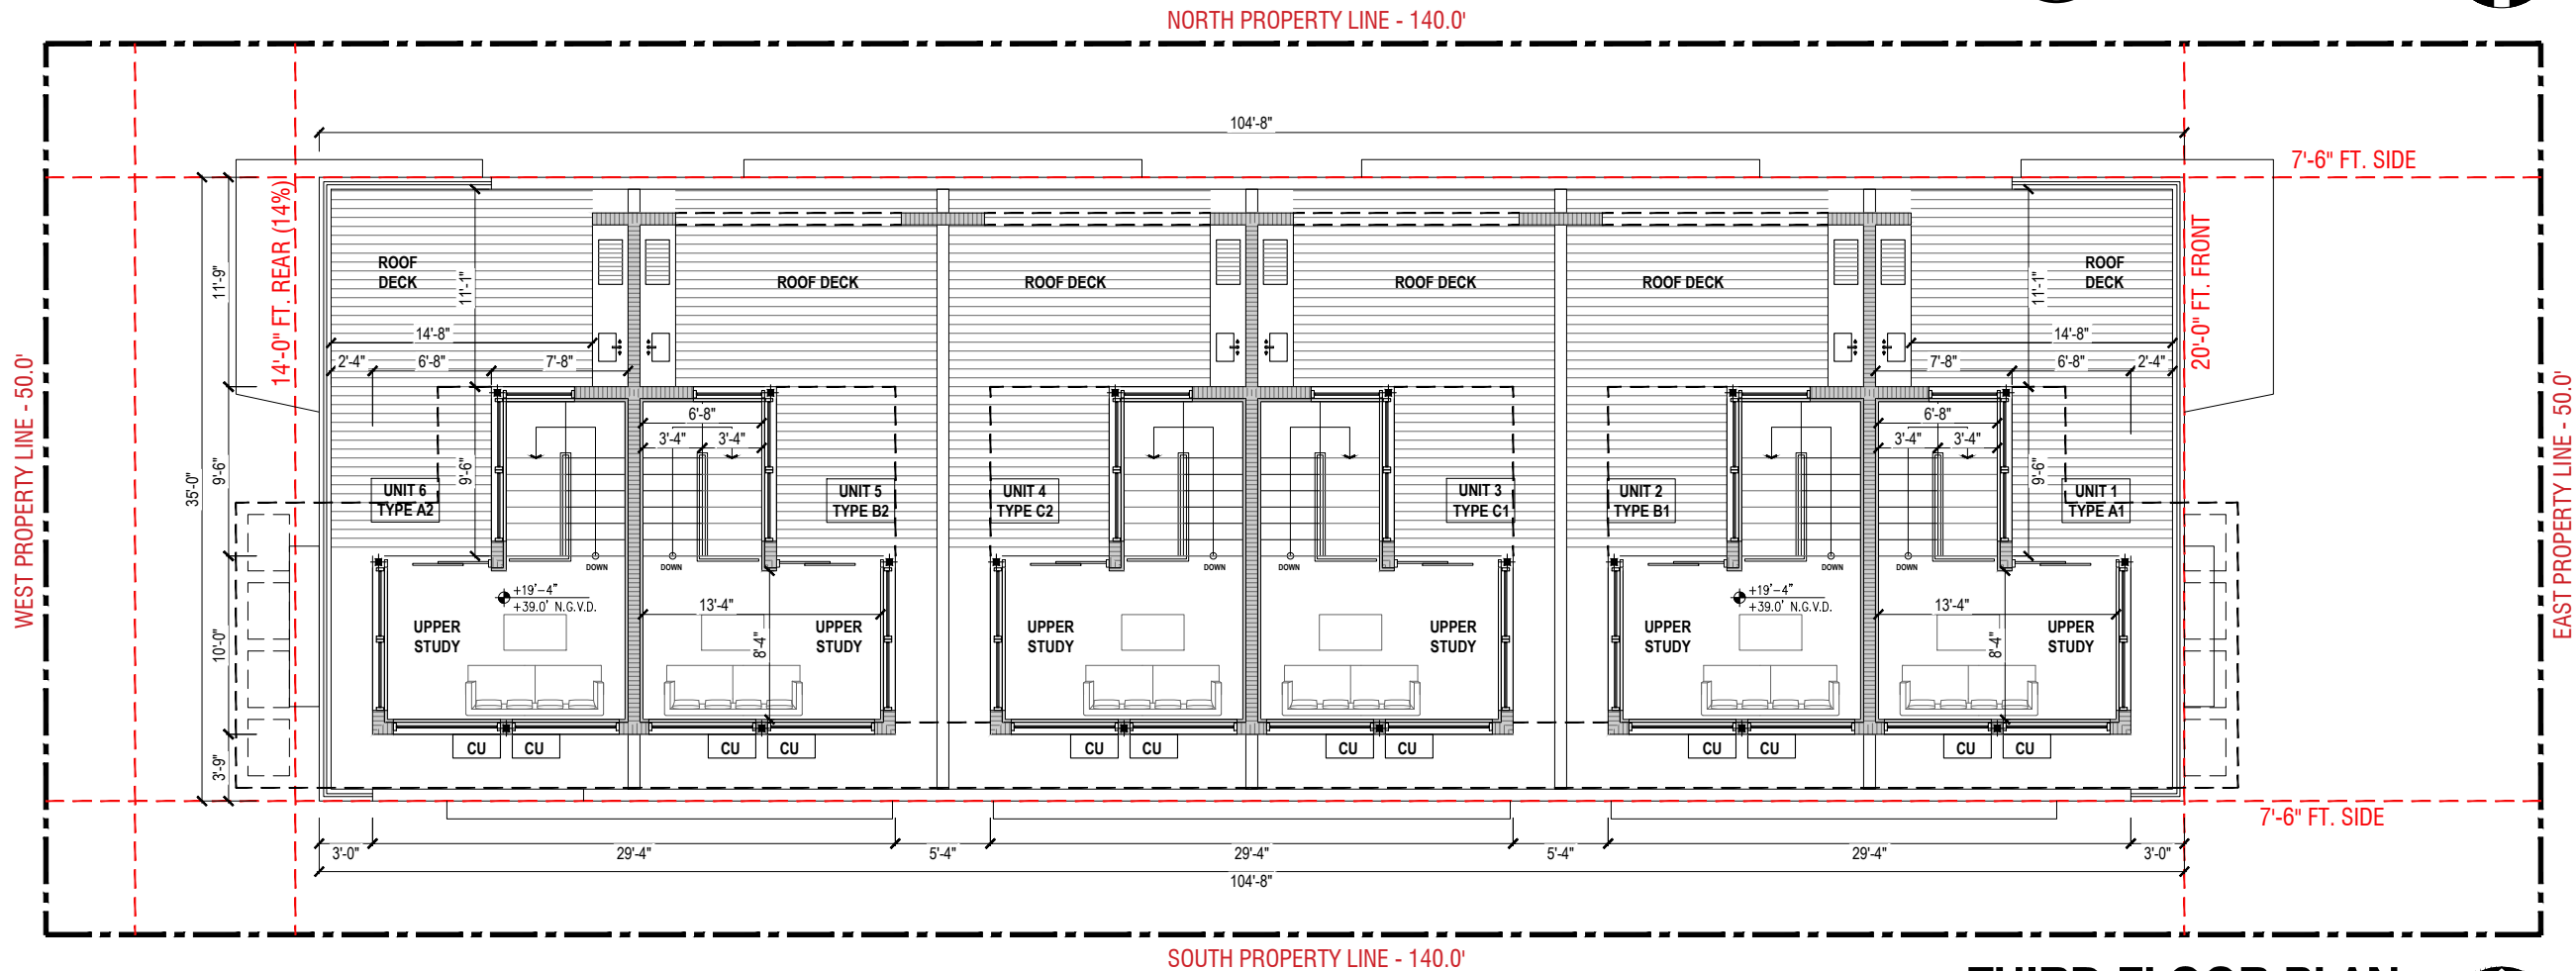 NORTH PROPERTY LINE - 140.0'
104'-8"
7'-6" FT. SIDE
14'-0" FT. REAR (14%)
20'-0" FT. FRONT
WEST PROPERTY LINE - 50.0'
EAST PROPERTY LINE - 50.0'
35'-0"
11'-9"
9'-6"
10'-0"
3'-9"
ROOF
DECK
11'-1"
14'-8"
2'-4"
6'-8"
7'-8"
ROOF DECK
ROOF DECK
ROOF DECK
ROOF DECK
ROOF
DECK
11'-1"
14'-8"
7'-8"
6'-8"
2'-4"
6'-8"
3'-4"
3'-4"
6'-8"
3'-4"
3'-4"
9'-6"
9'-6"
UNIT 6
TYPE A2
UNIT 5
TYPE B2
UNIT 4
TYPE C2
UNIT 3
TYPE C1
UNIT 2
TYPE B1
UNIT 1
TYPE A1
DOWN
DOWN
DOWN
DOWN
DOWN
DOWN
+19'-4"
+39.0' N.G.V.D.
+19'-4"
+39.0' N.G.V.D.
13'-4"
13'-4"
8'-4"
8'-4"
UPPER
STUDY
UPPER
STUDY
UPPER
STUDY
UPPER
STUDY
UPPER
STUDY
UPPER
STUDY
CU CU CU CU CU CU CU CU CU CU CU CU
7'-6" FT. SIDE
3'-0" 29'-4" 5'-4" 29'-4" 5'-4" 29'-4" 3'-0"
104'-8"
SOUTH PROPERTY LINE - 140.0'
THIRD FLOOR PLAN